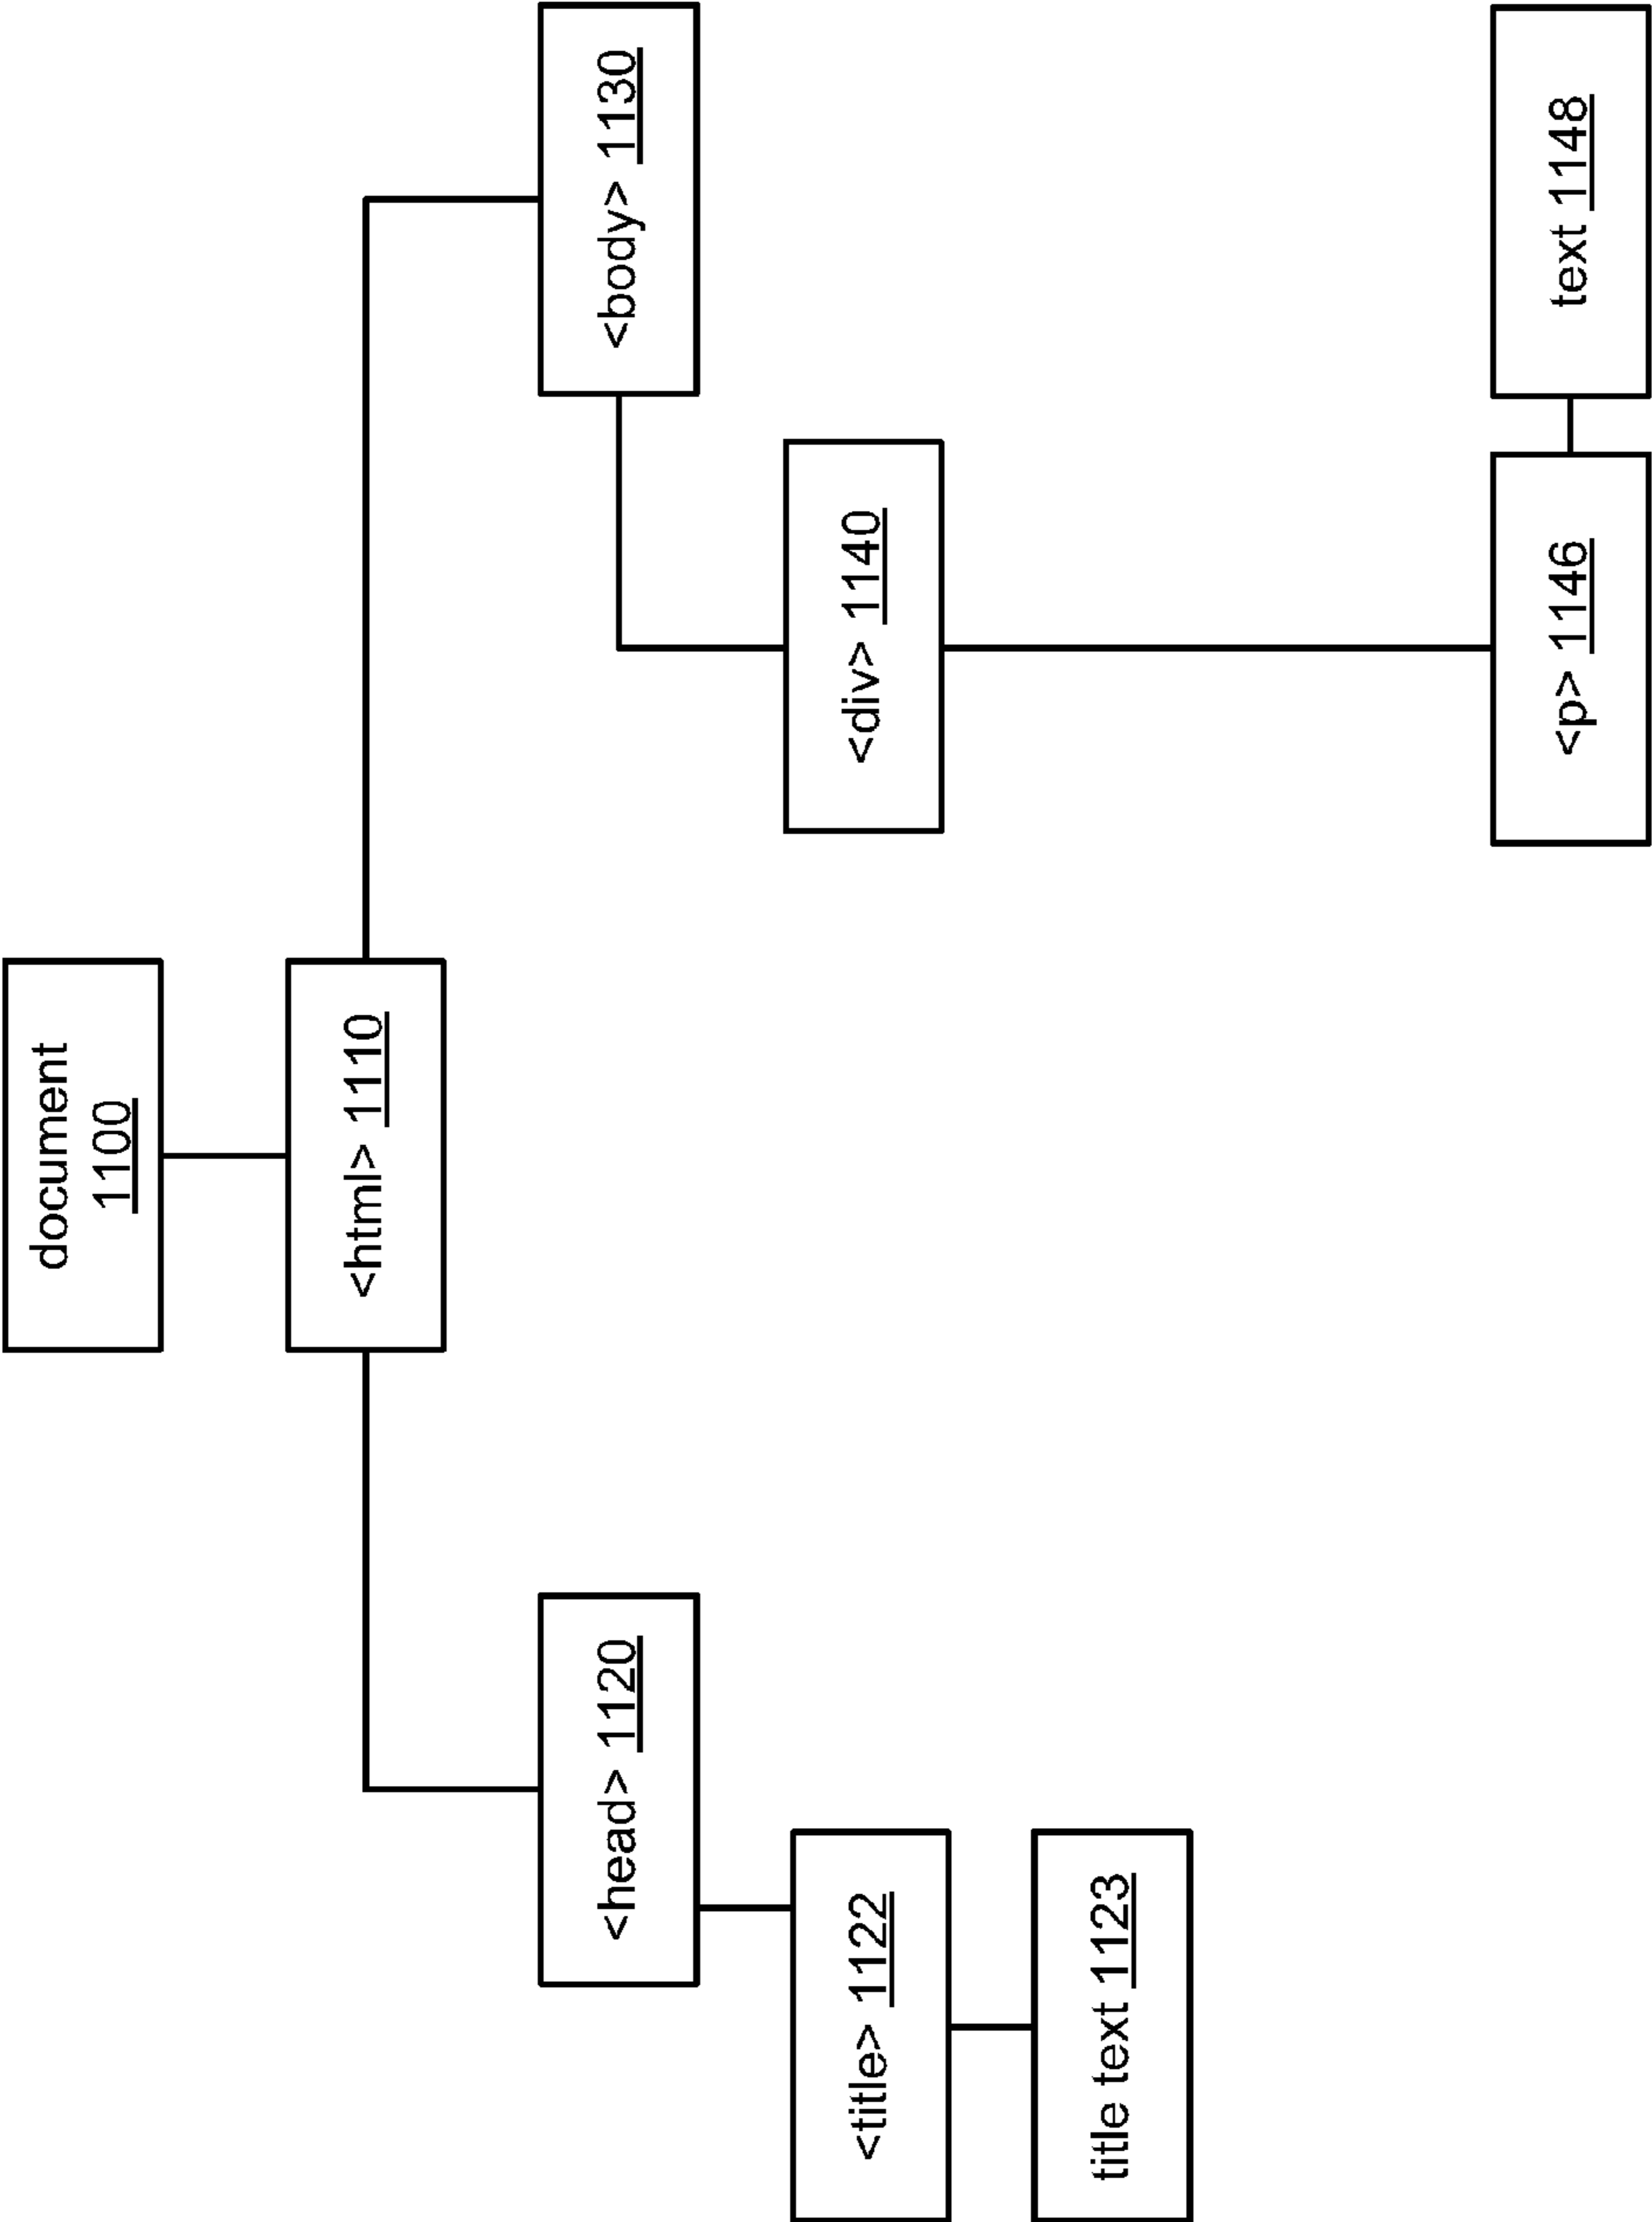 document
1100
<html> 1110
<head> 1120
<body> 1130
<title> 1122
<div> 1140
title text 1123
<p> 1146
text 1148